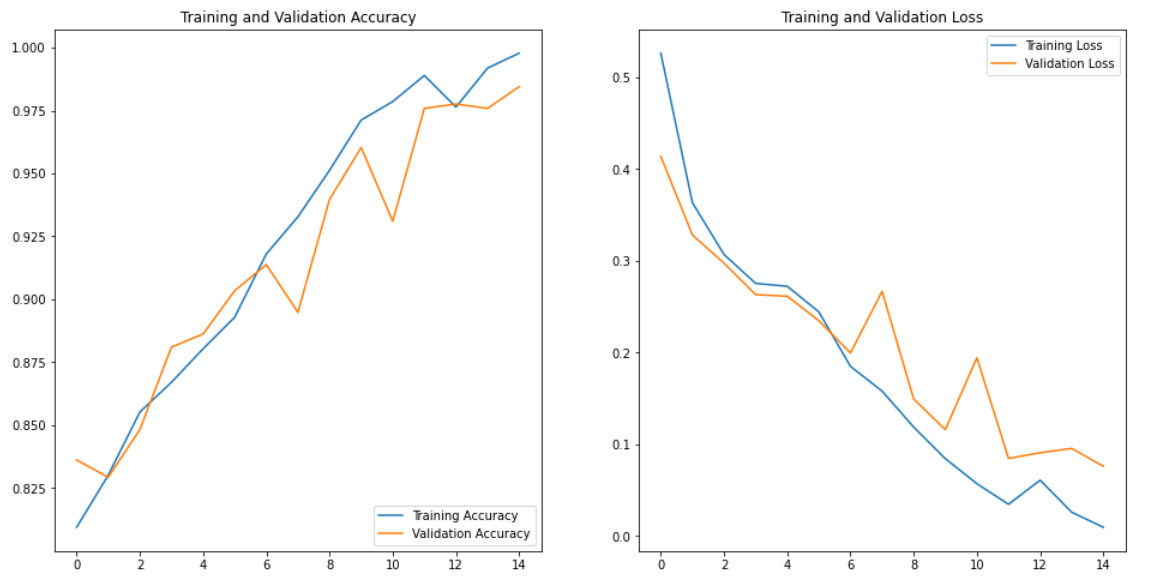 Training and Validation Accuracy
1.000
0.975
0.950
0.925
0.900
0.875
0.850
0.825
Training Accuracy
Validation Accuracy
0 2 4 6 8 10 12 14
Training and Validation Loss
Training Loss
Validation Loss
0.5
0.4
0.3
0.2
0.1
0.0
0 2 4 6 8 10 12 14